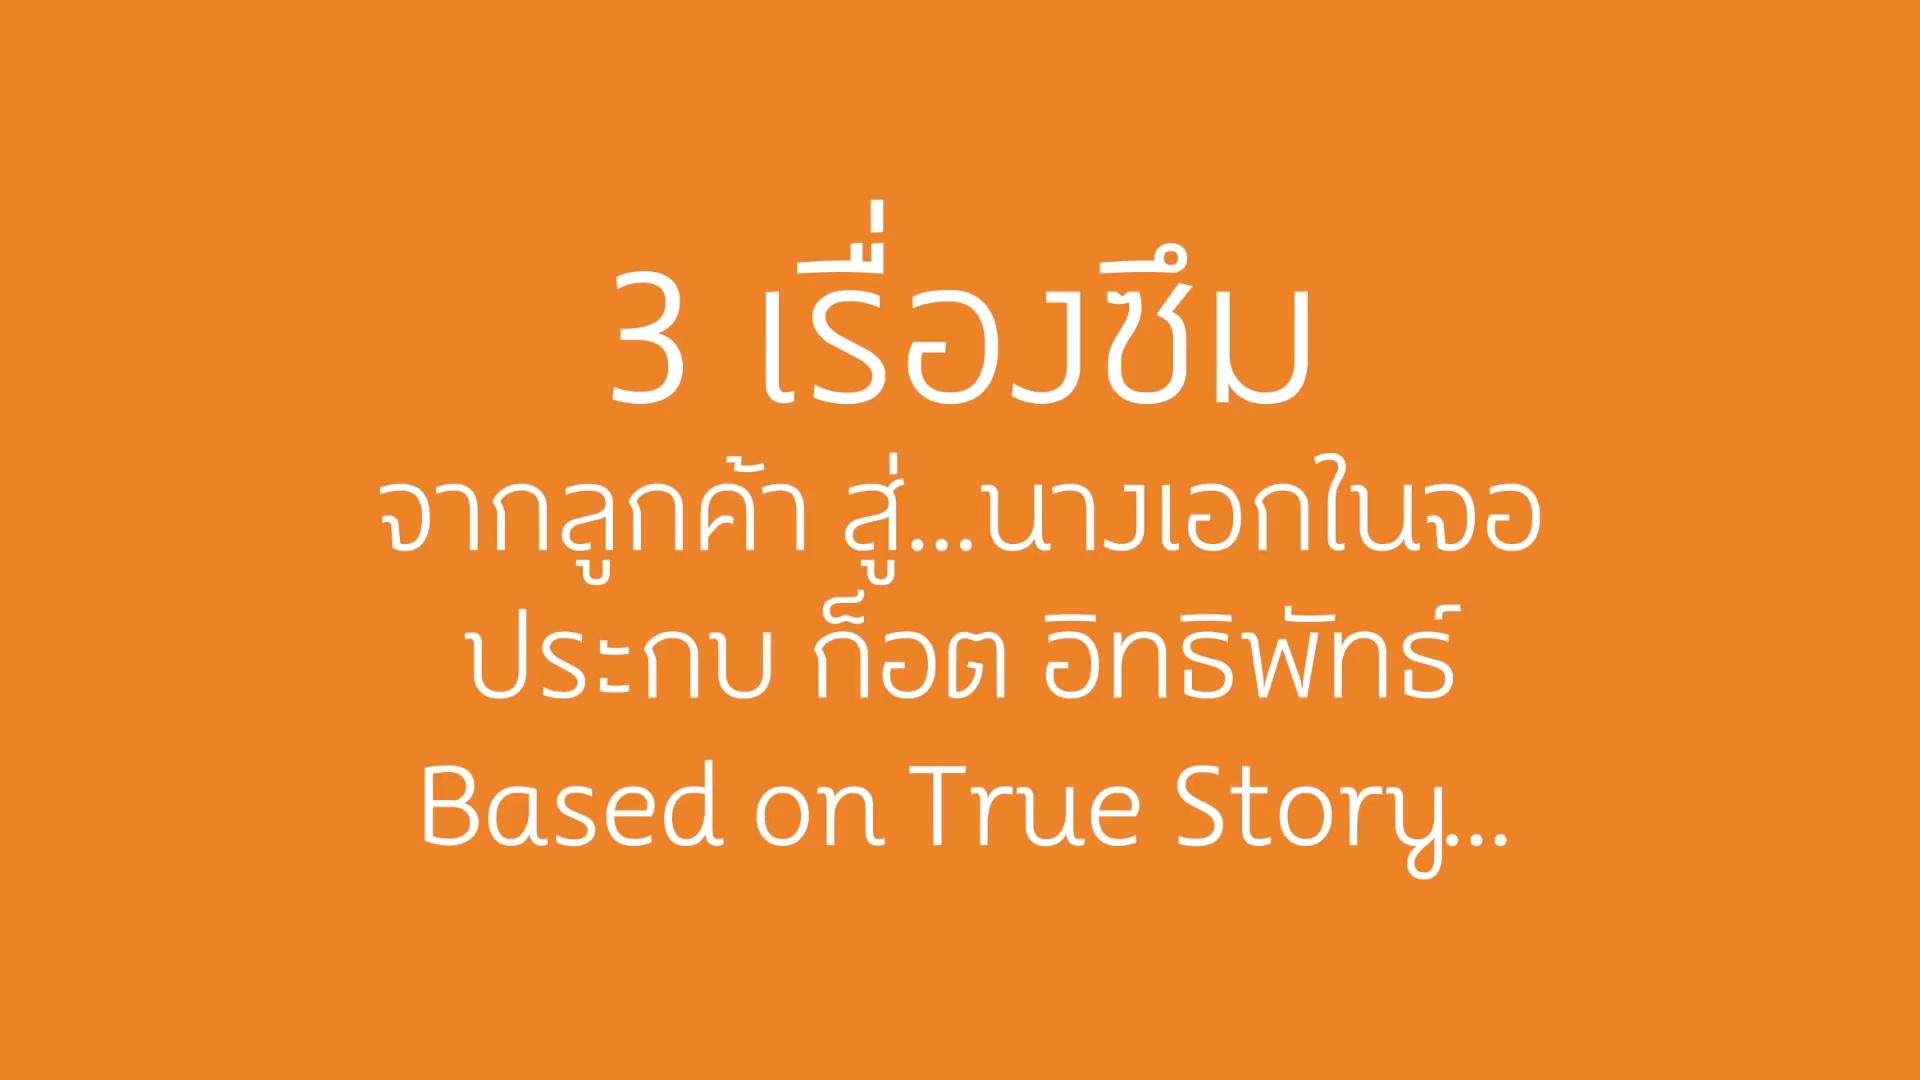 3 เรื่องซึม
จากลูกค้า สู่...นางเอกในจอ
ประกบ ก็อต อิทธิพัทธ์
Based on True Story...